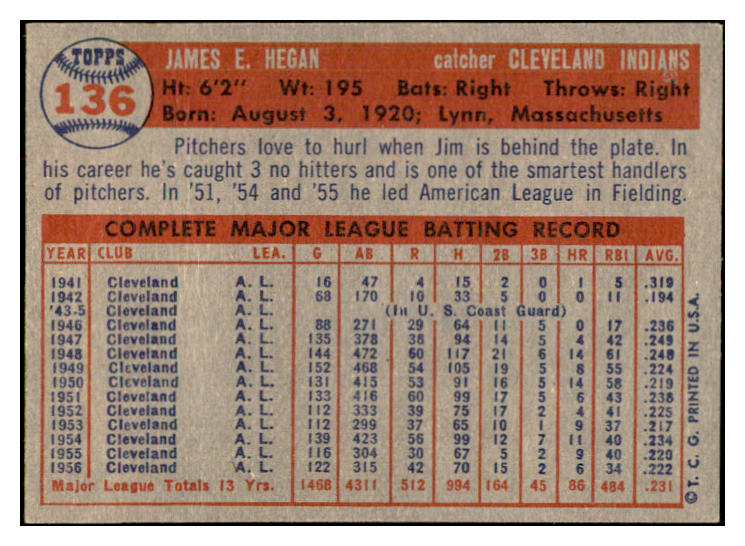 TOPPS
136
JAMES E. HEGAN catcher CLEVELAND INDIANS
Ht: 6'2" Wt: 195 Bats: Right Throws: Right
Born: August 3, 1920; Lynn, Massachusetts
Pitchers love to hurl when Jim is behind the plate. In
his career he's caught 3 no hitters and is one of the smartest handlers
of pitchers. In '51, '54 and '55 he led American League in Fielding.
COMPLETE MAJOR LEAGUE BATTING RECORD
YEAR CLUB LEA. G AB R H 2B 3B HR RBI AVG.
1941 Cleveland A. L. 16 47 4 15 2 0 1 5 .319
1942 Cleveland A. L. 68 170 10 33 5 0 0 11 .194
'43-5 (In U. S. Coast Guard)
1946 Cleveland A. L. 88 271 29 64 11 5 0 17 .236
1947 Cleveland A. L. 135 378 38 94 14 5 4 42 .249
1948 Cleveland A. L. 144 472 60 117 21 6 14 61 .248
1949 Cleveland A. L. 152 468 54 105 19 5 8 55 .224
1950 Cleveland A. L. 131 415 53 91 16 5 14 58 .219
1951 Cleveland A. L. 133 416 60 99 17 5 6 43 .238
1952 Cleveland A. L. 112 333 39 75 17 2 4 41 .225
1953 Cleveland A. L. 112 299 37 65 10 1 9 37 .217
1954 Cleveland A. L. 139 423 56 99 12 7 11 40 .234
1955 Cleveland A. L. 116 304 30 67 5 2 9 40 .220
1956 Cleveland A. L. 122 315 42 70 15 2 6 34 .222
Major League Totals 13 Yrs. 1468 4311 512 994 164 45 86 484 .231
© T. C. G. PRINTED IN U.S.A.